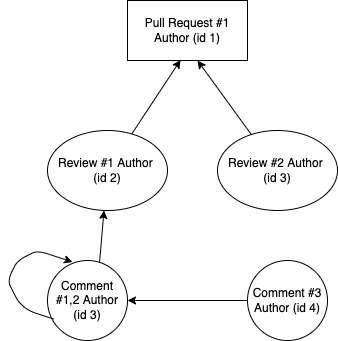 Pull Request #1
Author (id 1)
Review #1 Author
(id 2)
Review #2 Author
(id 3)
Comment
#1,2 Author
(id 3)
Comment #3
Author (id 4)